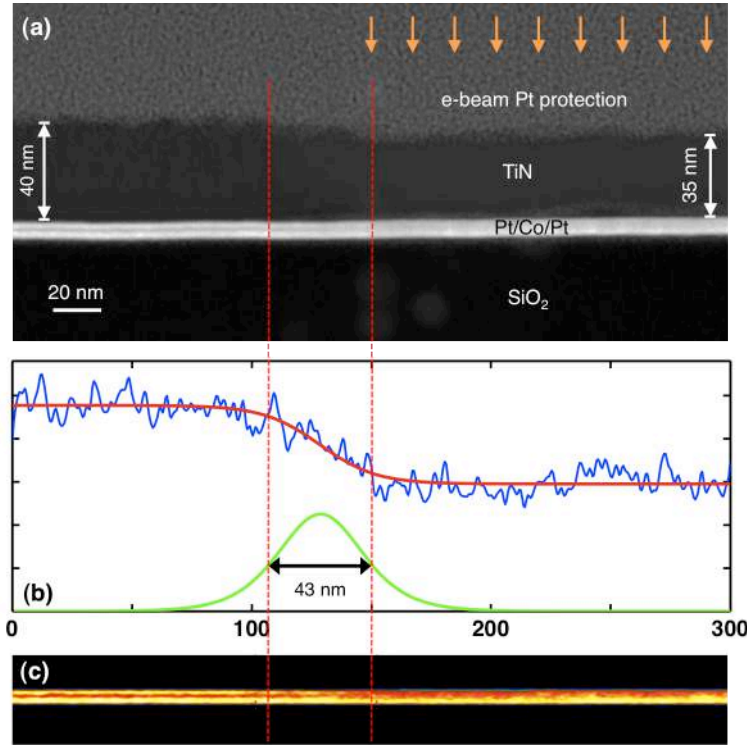 (a)
e-beam Pt protection
40 nm
TiN
35 nm
Pt/Co/Pt
20 nm
SiO₂
43 nm
(b)
0 100 200 300
(c)